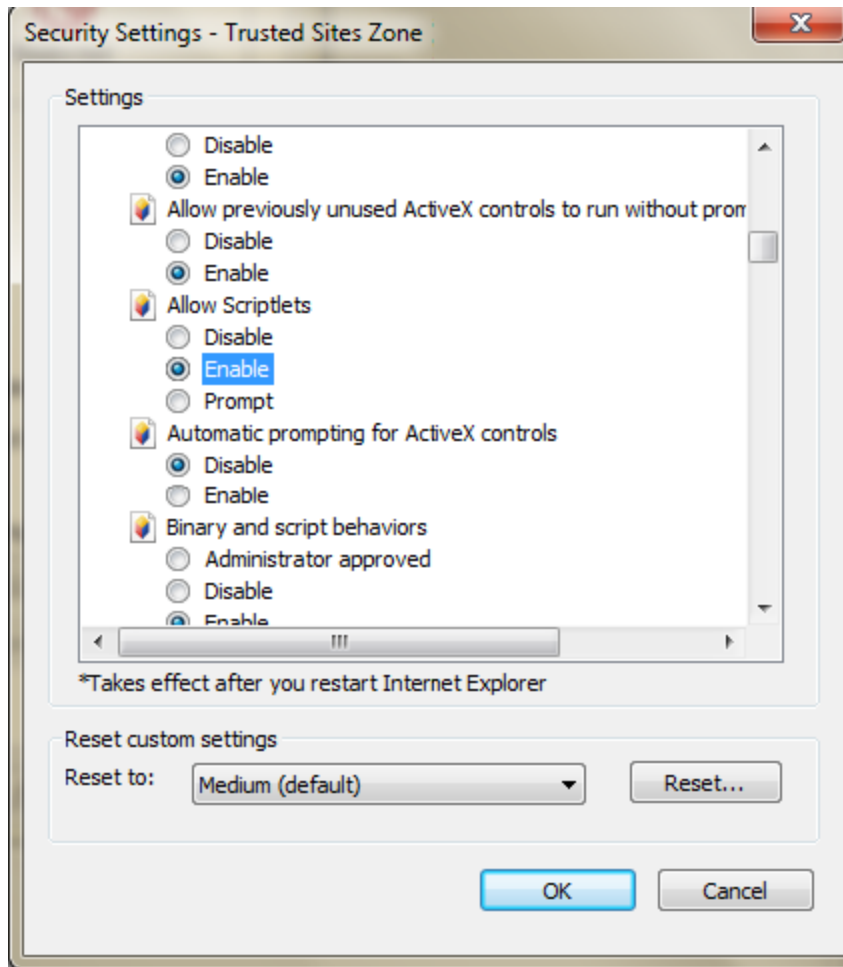 Security Settings - Trusted Sites Zone
Settings
Disable
Enable
Allow previously unused ActiveX controls to run without
Disable
Enable
Allow Scriptlets
Disable
Enable
Prompt
Automatic prompting for ActiveX controls
Disable
Enable
Binary and script behaviors
Administrator approved
Disable
Enable
*Takes effect after you restart Internet Explorer
Reset custom settings
Reset to: Medium (default) Reset...
OK Cancel